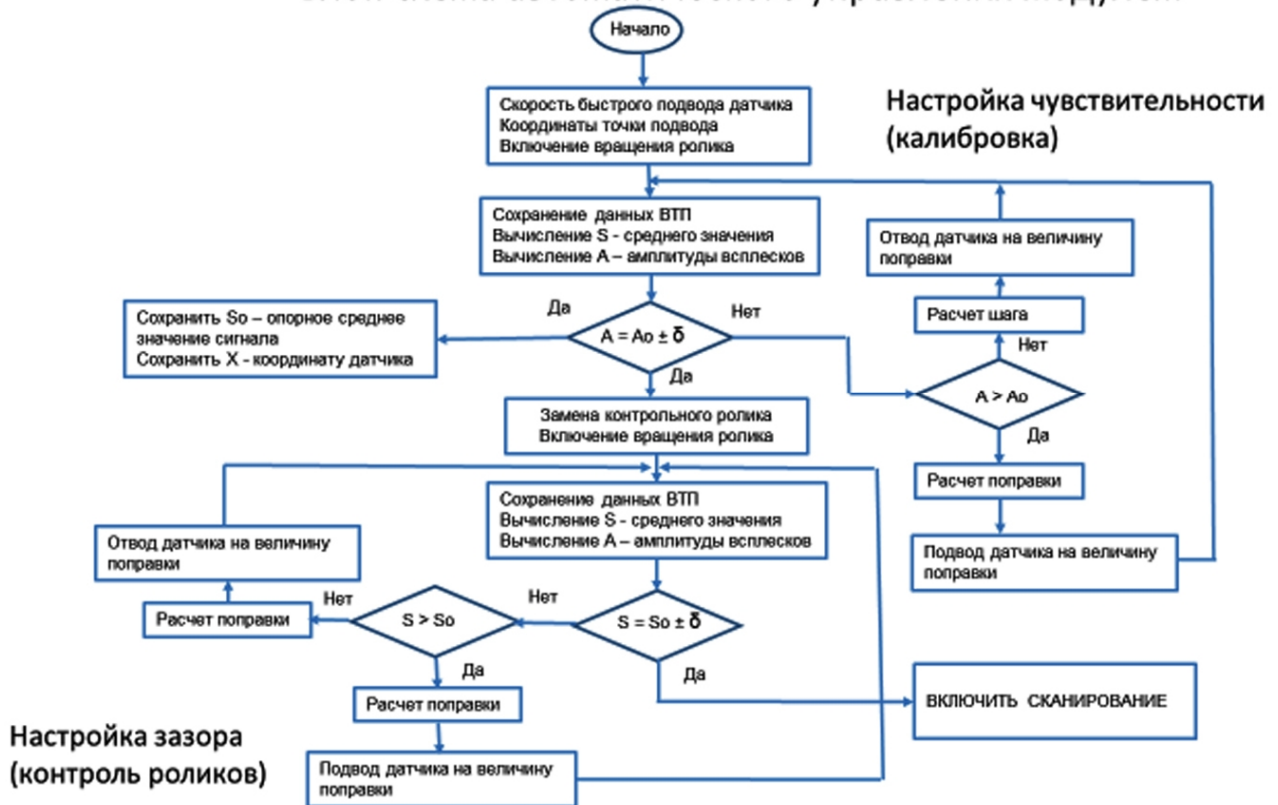 Начало
Скорость быстрого подвода датчика
Координаты точки подвода
Включение вращения ролика
Настройка чувствительности
(калибровка)
Сохранение данных ВТП
Вычисление S - среднего значения
Вычисление А – амплитуды всплесков
Отвод датчика на величину
поправки
Расчет шага
Да
Нет
Сохранить So – опорное среднее
значение сигнала
Сохранить X - координату датчика
A = Ao ± δ
Нет
A > Ao
Да
Да
Замена контрольного ролика
Включение вращения ролика
Расчет поправки
Подвод датчика на величину
поправки
Сохранение данных ВТП
Вычисление S - среднего значения
Вычисление А – амплитуды всплесков
Отвод датчика на величину
поправки
Расчет поправки
Нет
S > So
Нет
S = So ± δ
Да
Да
Расчет поправки
ВКЛЮЧИТЬ СКАНИРОВАНИЕ
Настройка зазора
(контроль роликов)
Подвод датчика на величину
поправки